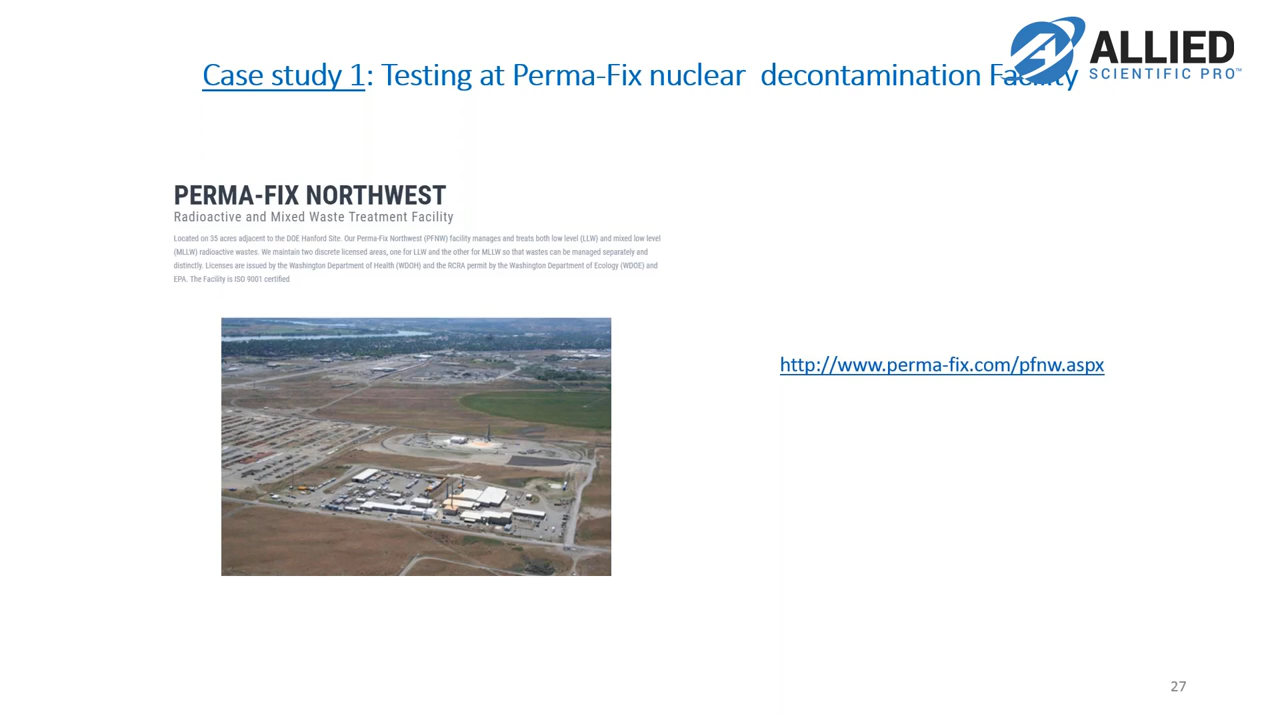 ALLIED
SCIENTIFIC PRO™
Case study 1: Testing at Perma-Fix nuclear decontamination Facility
PERMA-FIX NORTHWEST
Radioactive and Mixed Waste Treatment Facility
Located on 35 acres adjacent to the DOE Hanford Site. Our Perma-Fix Northwest (PFNW) facility manages and treats both low level (LLW) and mixed low level
(MLLW) radioactive wastes. We maintain two discrete licensed areas, one for LLW and the other for MLLW so that wastes can be managed separately and
distinctly. Licenses are issued by the Washington Department of Health (WDOH) and the RCRA permit by the Washington Department of Ecology (WDOE) and
EPA. The Facility is ISO 9001 certified
http://www.perma-fix.com/pfnw.aspx
27